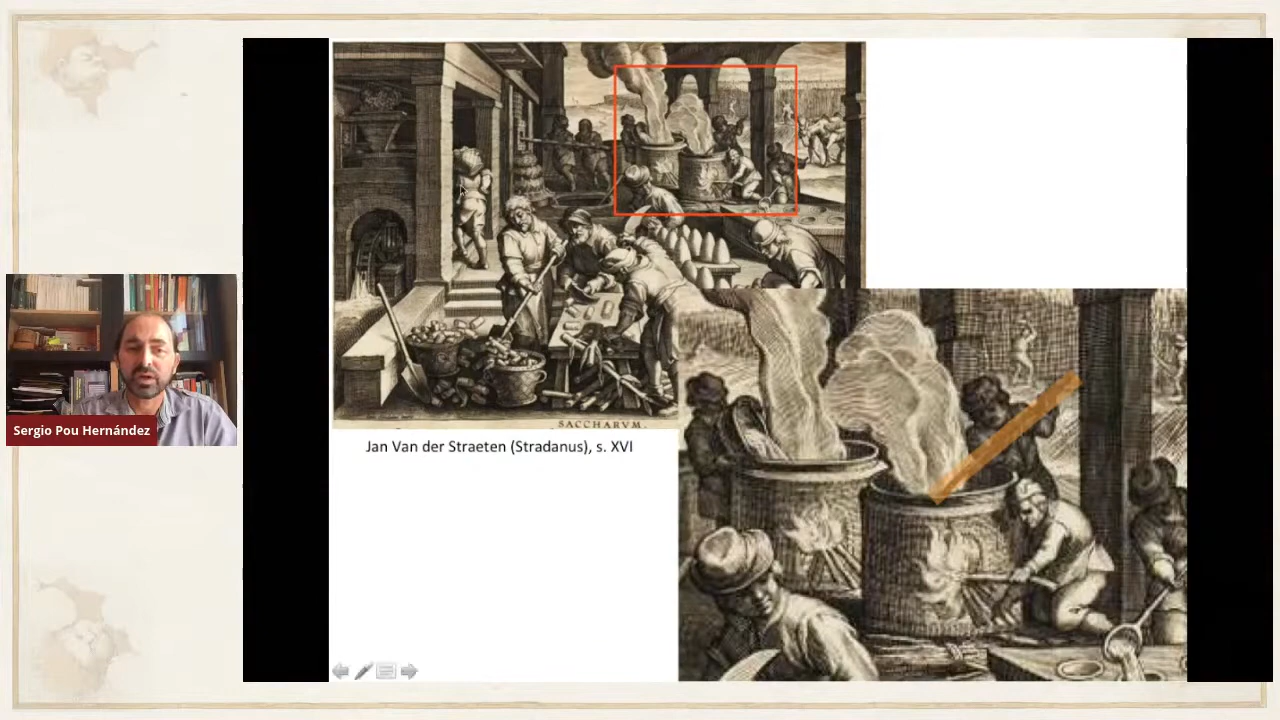 SACCHARVM.
Jan Van der Straeten (Stradanus), s. XVI
Sergio Pou Hernández